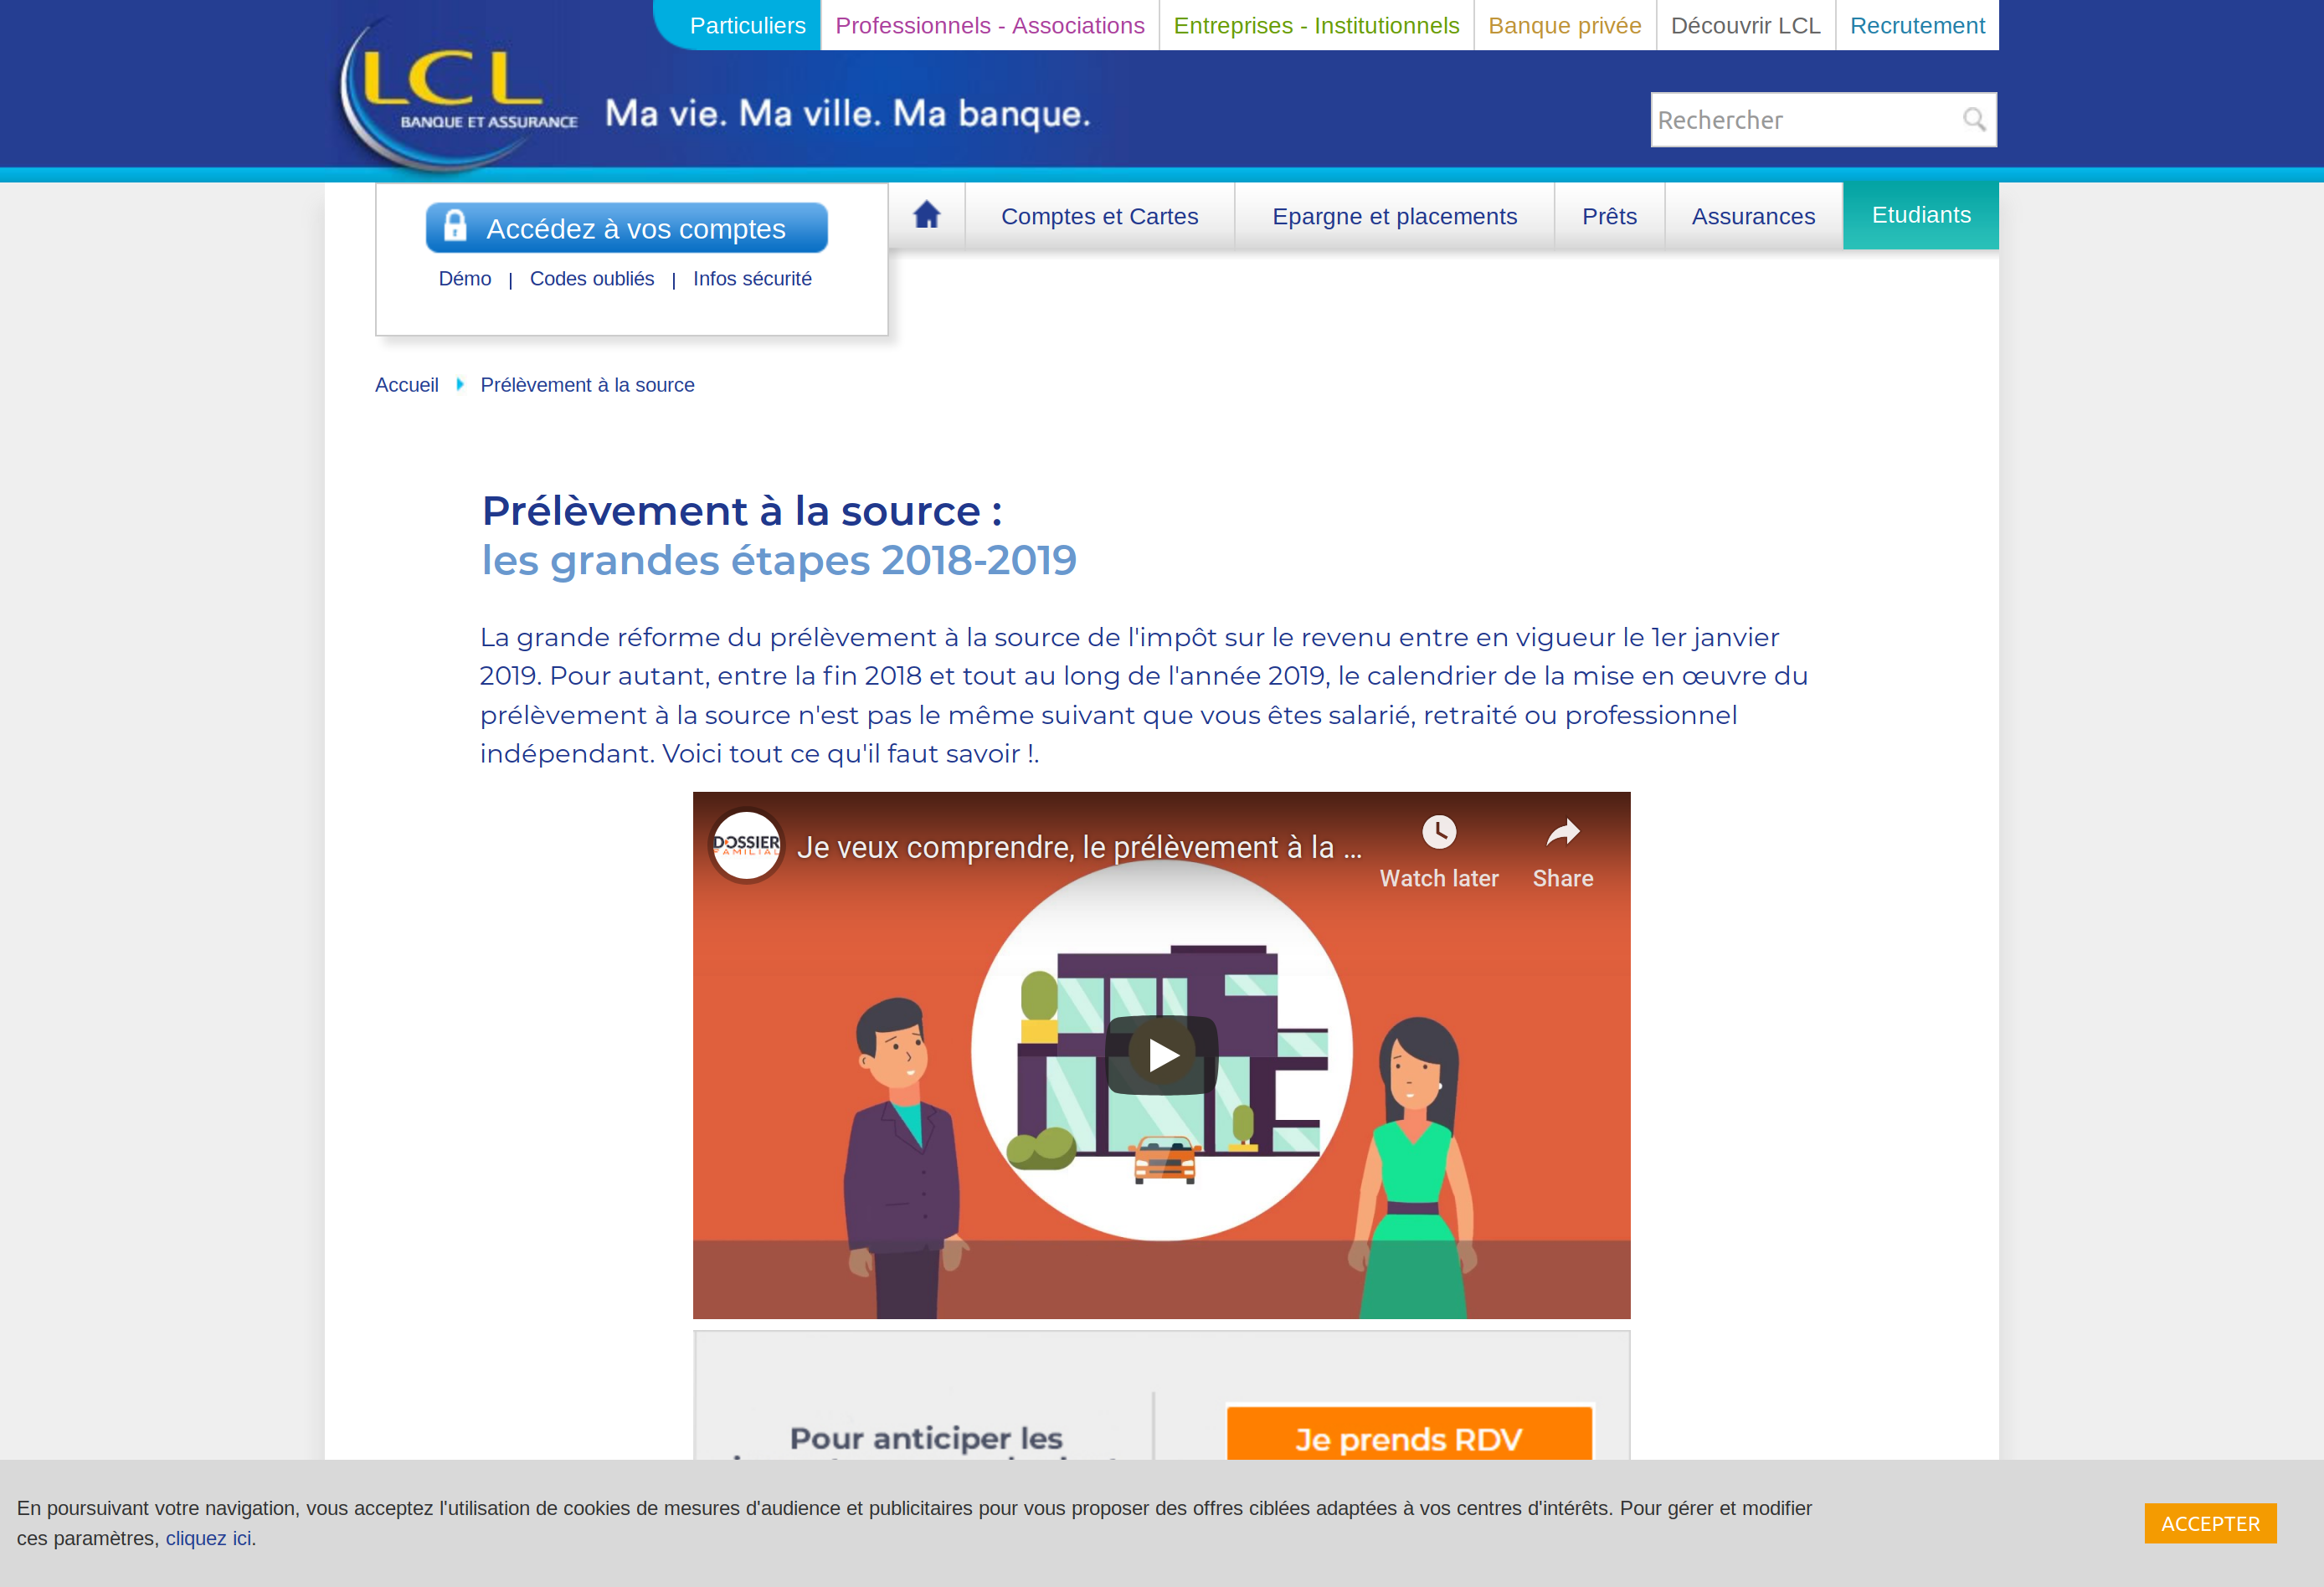 Particuliers
Professionnels - Associations
Entreprises - Institutionnels
Banque privée
Découvrir LCL
Recrutement
LCL
BANQUE ET ASSURANCE
Ma vie. Ma ville. Ma banque.
Rechercher
Accédez à vos comptes
Démo | Codes oubliés | Infos sécurité
Comptes et Cartes
Epargne et placements
Prêts
Assurances
Etudiants
Accueil
Prélèvement à la source
Prélèvement à la source :
les grandes étapes 2018-2019
La grande réforme du prélèvement à la source de l'impôt sur le revenu entre en vigueur le 1er janvier
2019. Pour autant, entre la fin 2018 et tout au long de l'année 2019, le calendrier de la mise en œuvre du
prélèvement à la source n'est pas le même suivant que vous êtes salarié, retraité ou professionnel
indépendant. Voici tout ce qu'il faut savoir !.
DOSSIER
FAMILIAL
Je veux comprendre, le prélèvement à la ...
Watch later
Share
Pour anticiper les
Je prends RDV
En poursuivant votre navigation, vous acceptez l'utilisation de cookies de mesures d'audience et publicitaires pour vous proposer des offres ciblées adaptées à vos centres d'intérêts. Pour gérer et modifier
ces paramètres, cliquez ici.
ACCEPTER